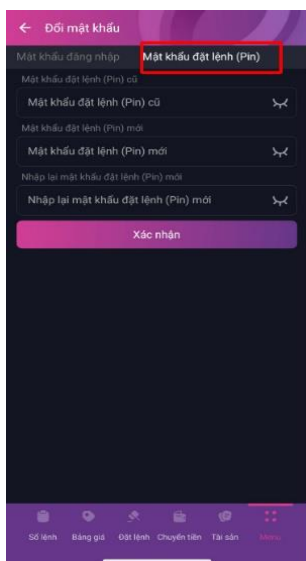 Đổi mật khẩu
Mật khẩu đăng nhập Mật khẩu đặt lệnh (Pin)
Mật khẩu đặt lệnh (Pin) cũ
Mật khẩu đặt lệnh (Pin) cũ
Mật khẩu đặt lệnh (Pin) mới
Mật khẩu đặt lệnh (Pin) mới
Nhập lại mật khẩu đặt lệnh (Pin) mới
Nhập lại mật khẩu đặt lệnh (Pin) mới
Xác nhận
Sổ lệnh Bảng giá Đặt lệnh Chuyển tiền Tài sản Menu